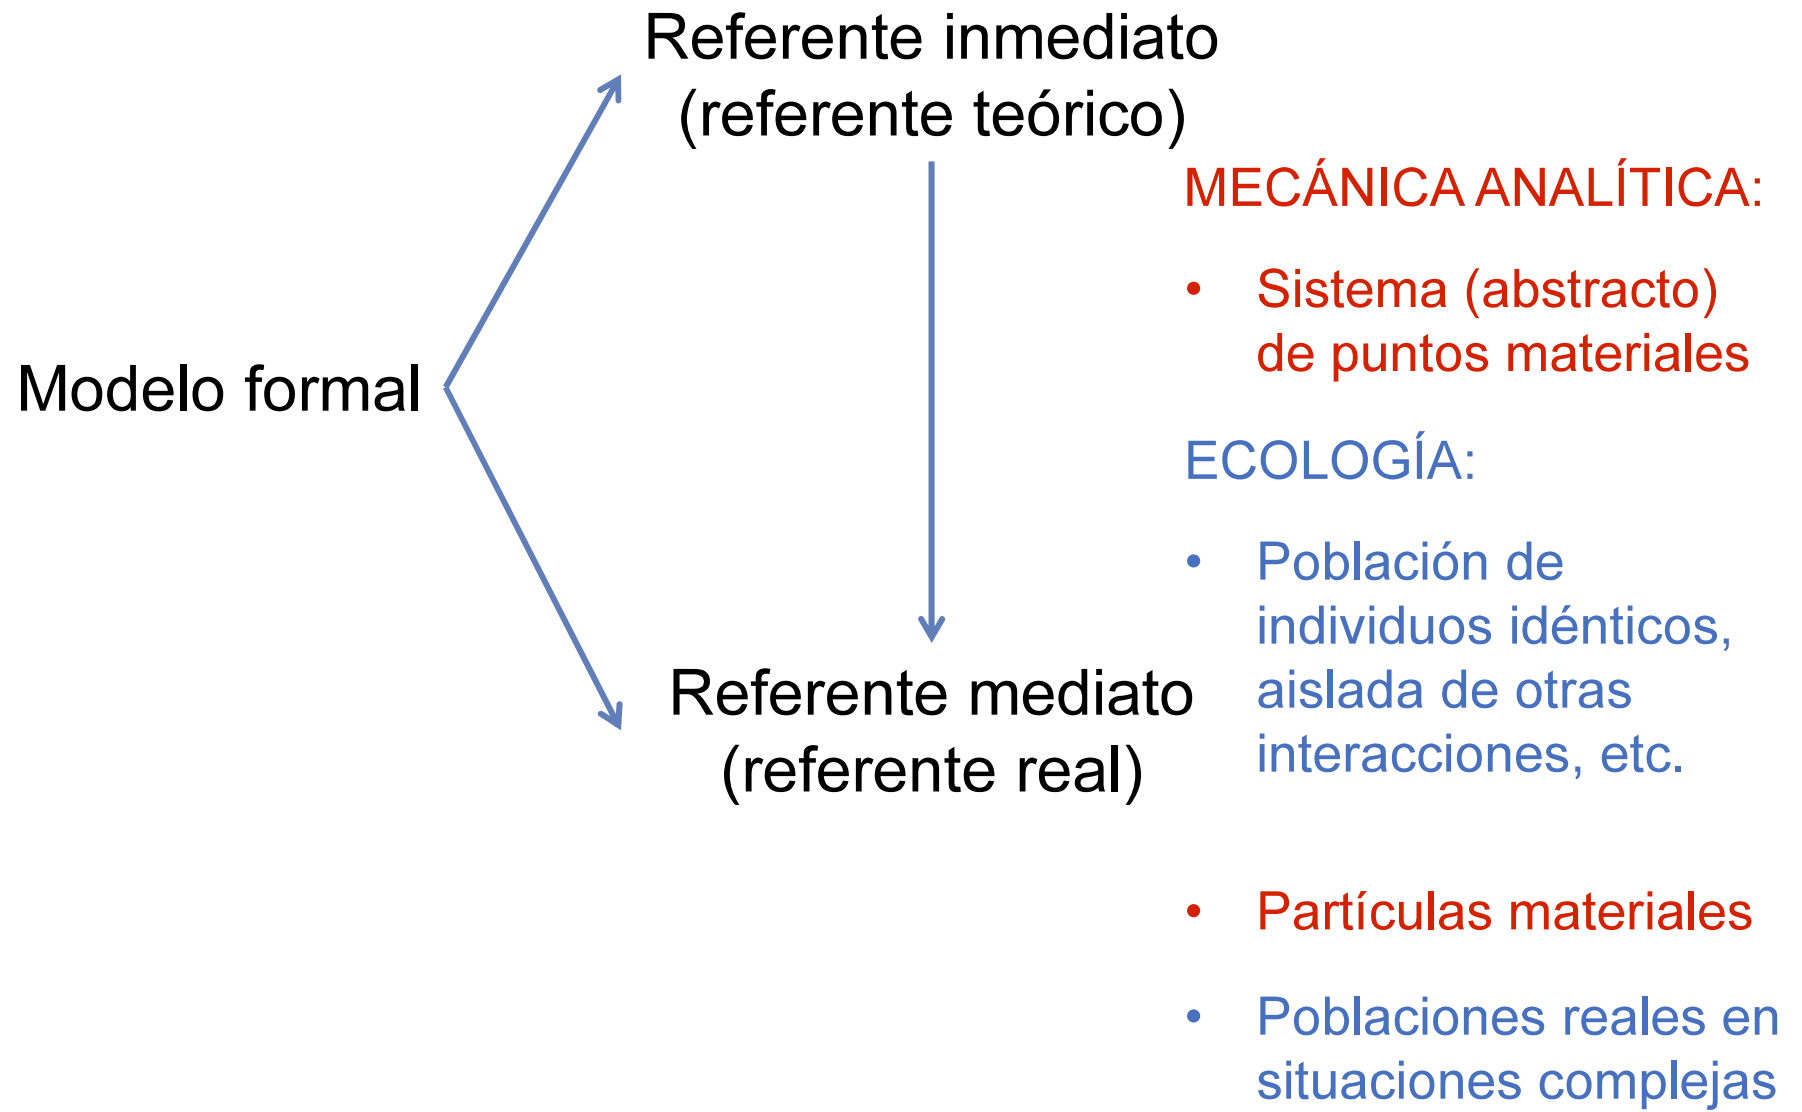 Referente inmediato
(referente teórico)
MECÁNICA ANALÍTICA:
• Sistema (abstracto)
de puntos materiales
Modelo formal
ECOLOGÍA:
• Población de
individuos idénticos,
aislada de otras
interacciones, etc.
Referente mediato
(referente real)
• Partículas materiales
• Poblaciones reales en
situaciones complejas